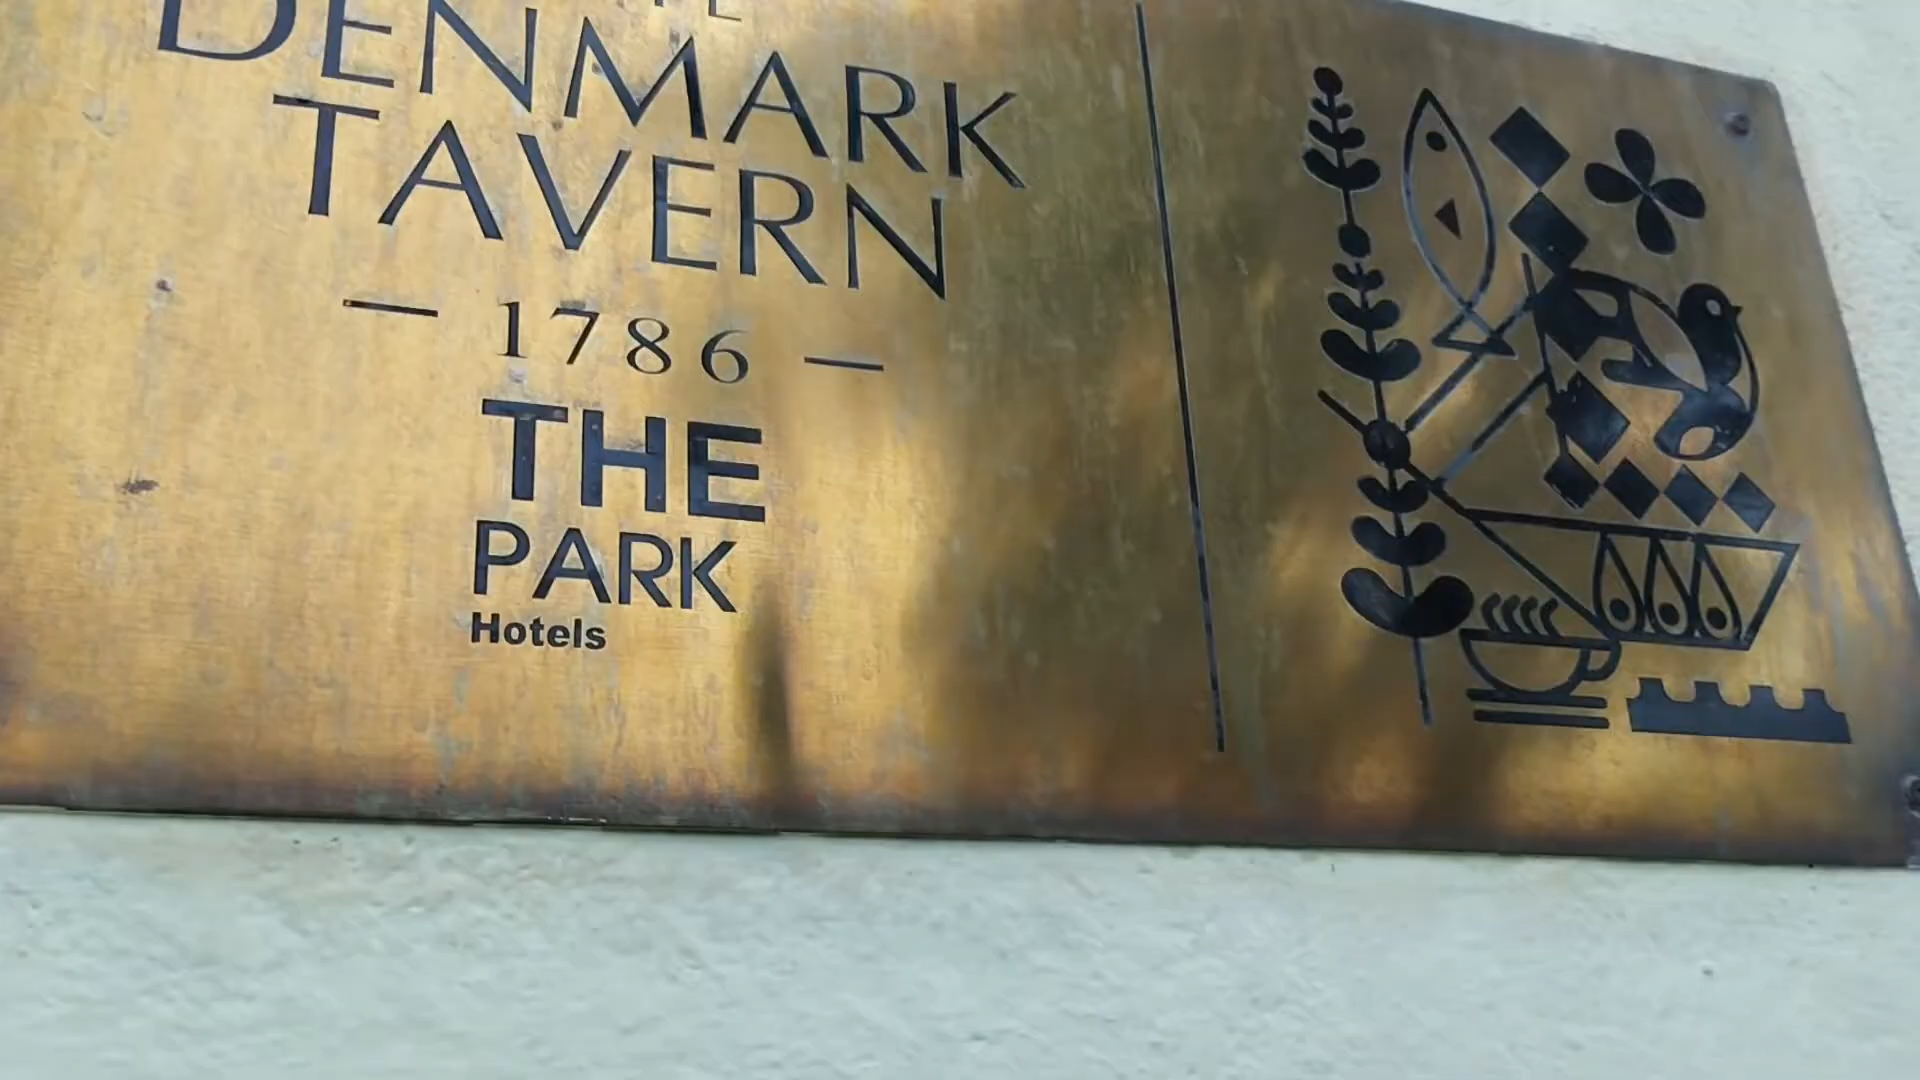 DENMARK
TAVERN
— 1786 —
THE
PARK
Hotels